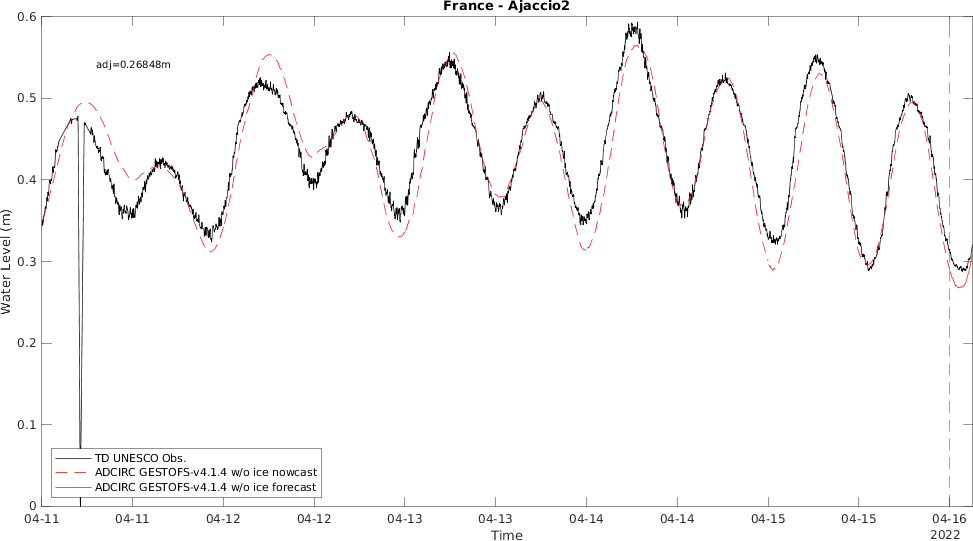 France - Ajaccio2
adj=0.26848m
0.6
0.5
0.4
0.3
0.2
0.1
0
Water Level (m)
TD UNESCO Obs.
ADCIRC GESTOFS-v4.1.4 w/o ice nowcast
ADCIRC GESTOFS-v4.1.4 w/o ice forecast
04-11 04-11 04-12 04-12 04-13 04-13 04-14 04-14 04-15 04-15 04-16
2022
Time